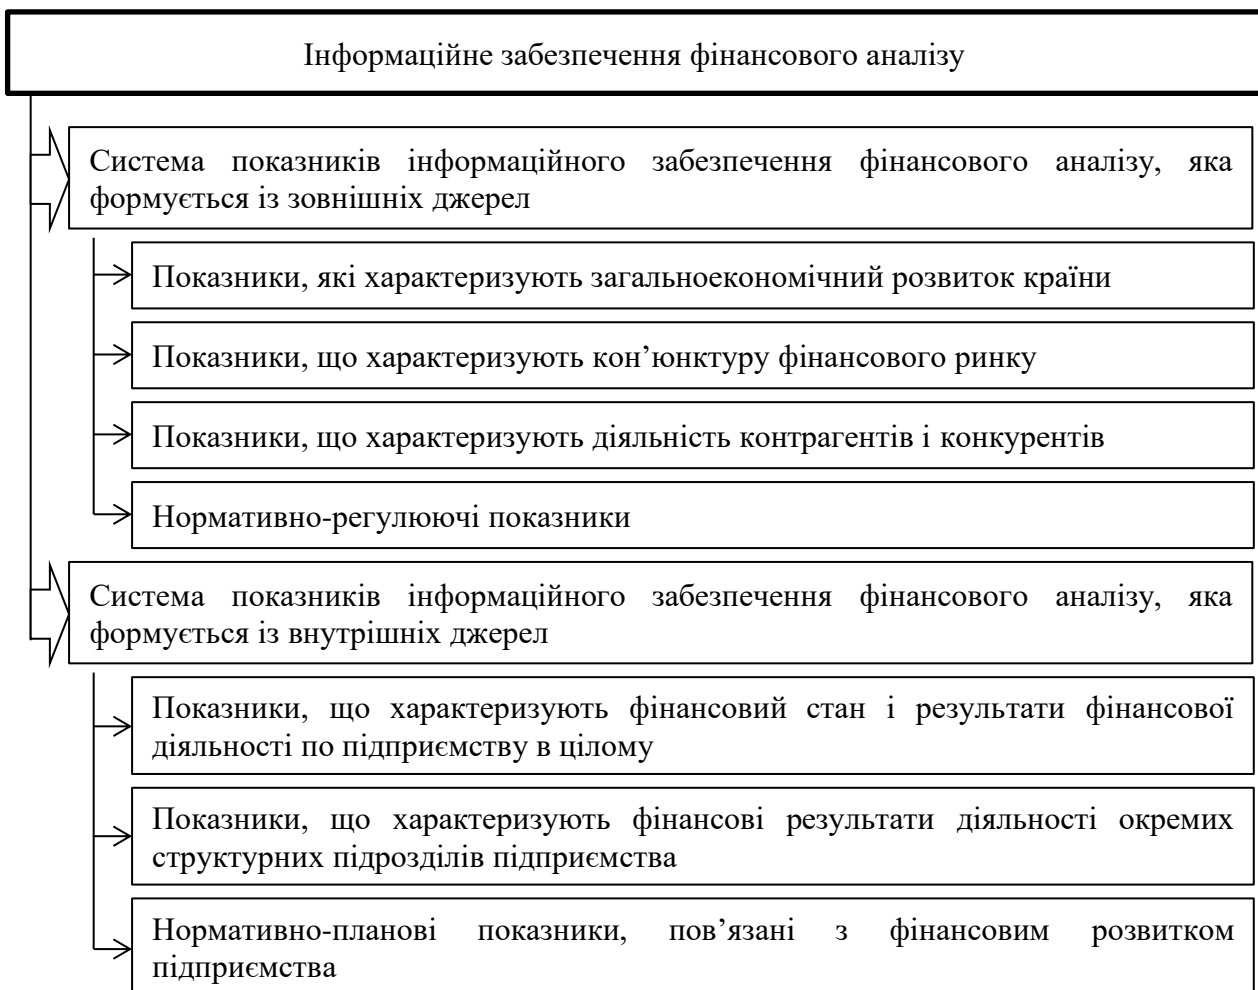 Інформаційне забезпечення фінансового аналізу
Система показників інформаційного забезпечення фінансового аналізу, яка
формується із зовнішніх джерел
Показники, які характеризують загальноекономічний розвиток країни
Показники, що характеризують кон’юнктуру фінансового ринку
Показники, що характеризують діяльність контрагентів і конкурентів
Нормативно-регулюючі показники
Система показників інформаційного забезпечення фінансового аналізу, яка
формується із внутрішніх джерел
Показники, що характеризують фінансовий стан і результати фінансової
діяльності по підприємству в цілому
Показники, що характеризують фінансові результати діяльності окремих
структурних підрозділів підприємства
Нормативно-планові показники, пов’язані з фінансовим розвитком
підприємства